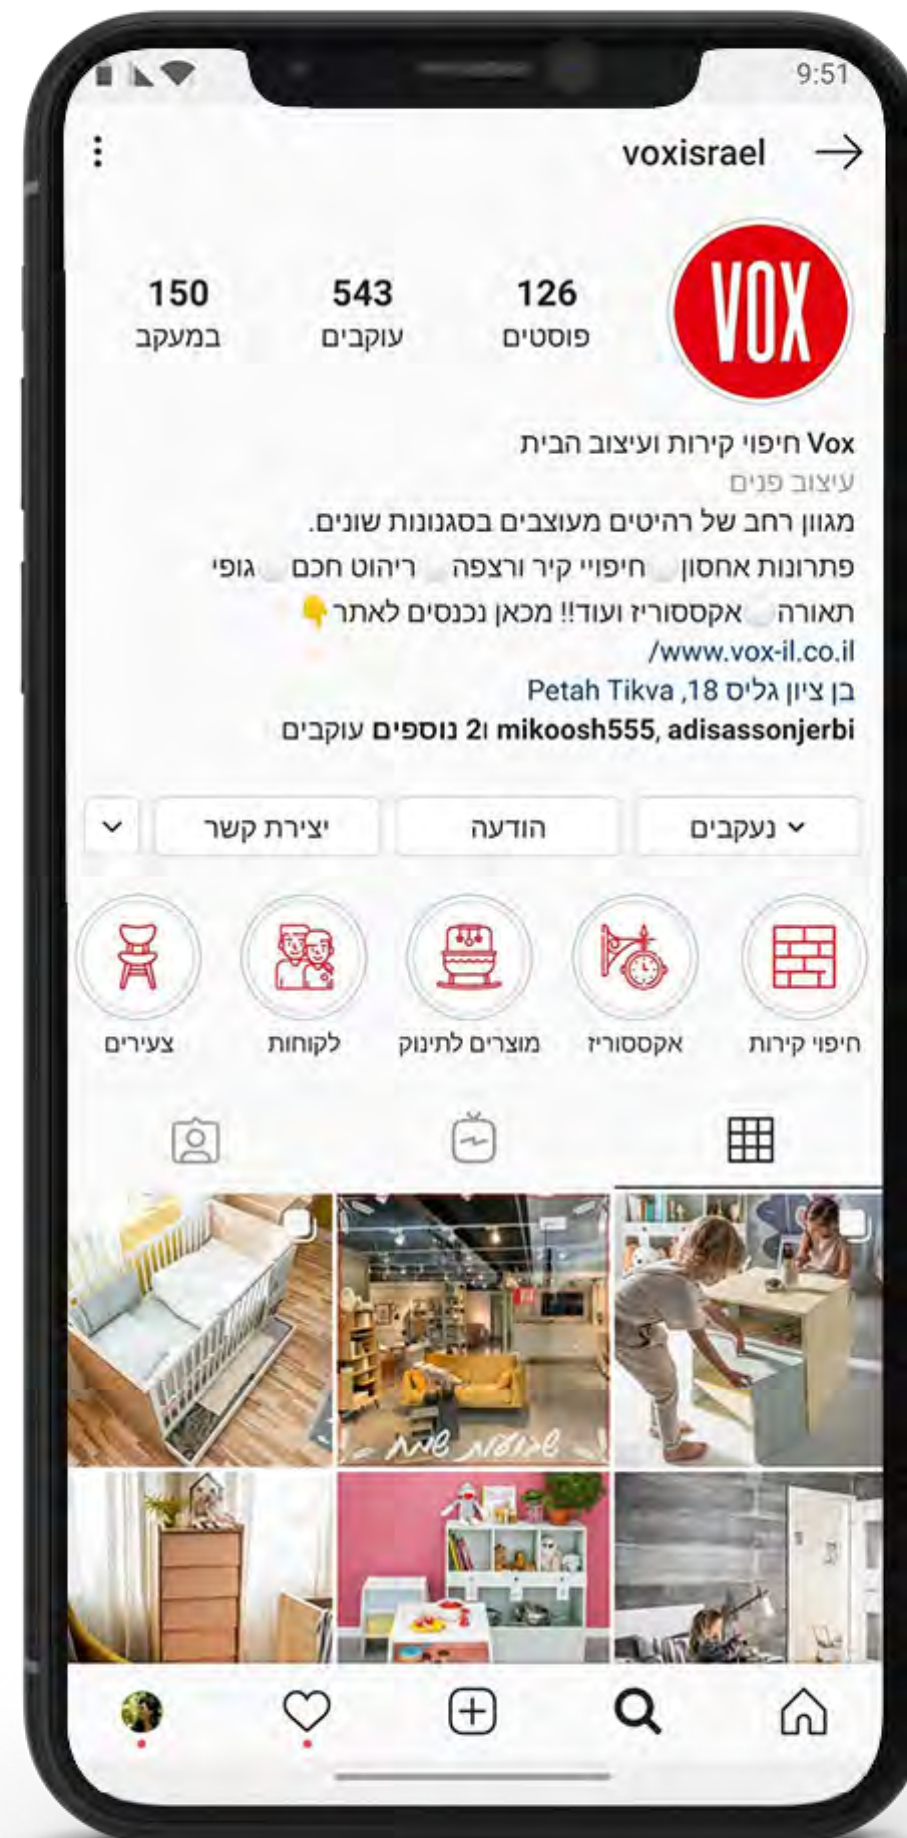 9:51
voxisrael
VOX
126 543 150
פוסטים עוקבים במעקב
Vox חיפוי קירות ועיצוב הבית
עיצוב פנים
מגוון רחב של רהיטים מעוצבים בסגנונות שונים.
פתרונות אחסון חיפויי קיר ורצפה ריהוט חכם גופי
תאורה אקססוריז ועוד!! מכאן נכנסים לאתר
www.vox-il.co.il/
בן ציון גליס 18, Petah Tikva
mikoosh555, adisassonjerbi ו2 נוספים עוקבים
נעקבים הודעה יצירת קשר
חיפוי קירות אקססוריז מוצרים לתינוק לקוחות צעירים
שבועות שמח